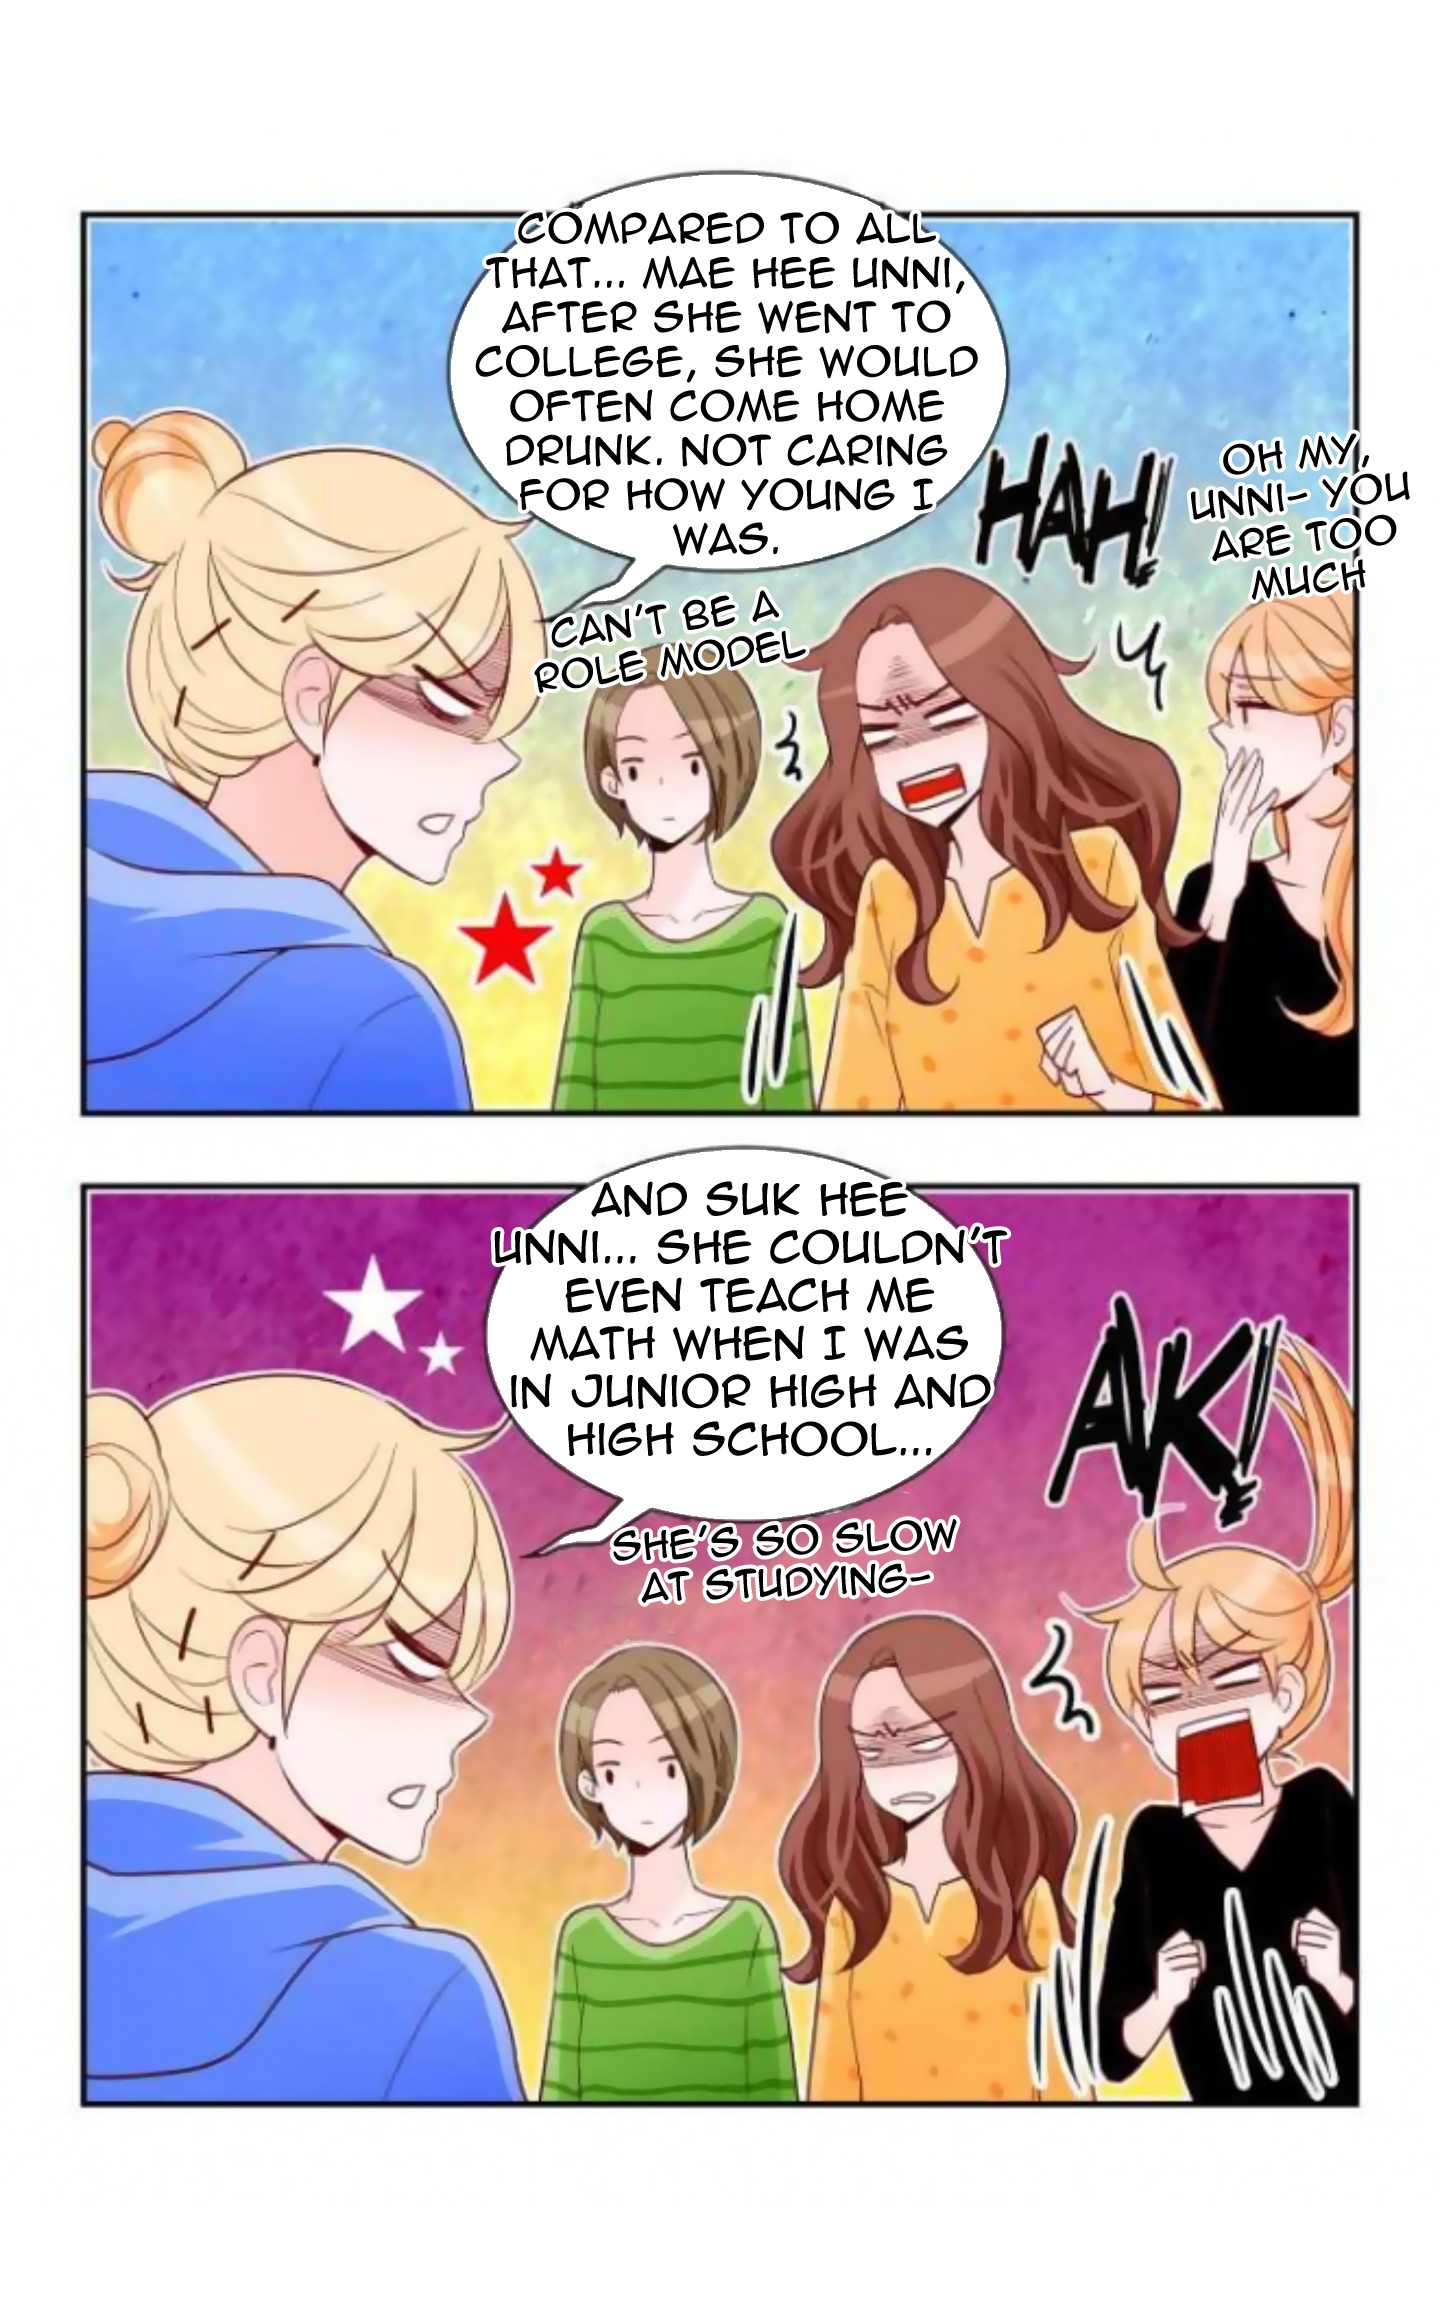 COMPARED TO ALL
THAT... MAE HEE UNNI,
AFTER SHE WENT TO
COLLEGE, SHE WOULD
OFTEN COME HOME
DRUNK. NOT CARING
FOR HOW YOUNG I
WAS.
CAN'T BE A
ROLE MODEL
HAH!
OH MY,
UNNI- YOU
ARE TOO
MUCH
AND SUK HEE
UNNI... SHE COULDN'T
EVEN TEACH ME
MATH WHEN I WAS
IN JUNIOR HIGH AND
HIGH SCHOOL...
SHE'S SO SLOW
AT STUDYING-
AK!